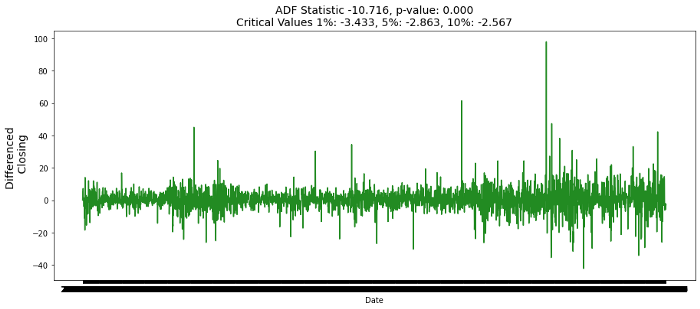 ADF Statistic -10.716, p-value: 0.000
Critical Values 1%: -3.433, 5%: -2.863, 10%: -2.567
100
80
60
40
20
0
−20
−40
Differenced
Closing
Date